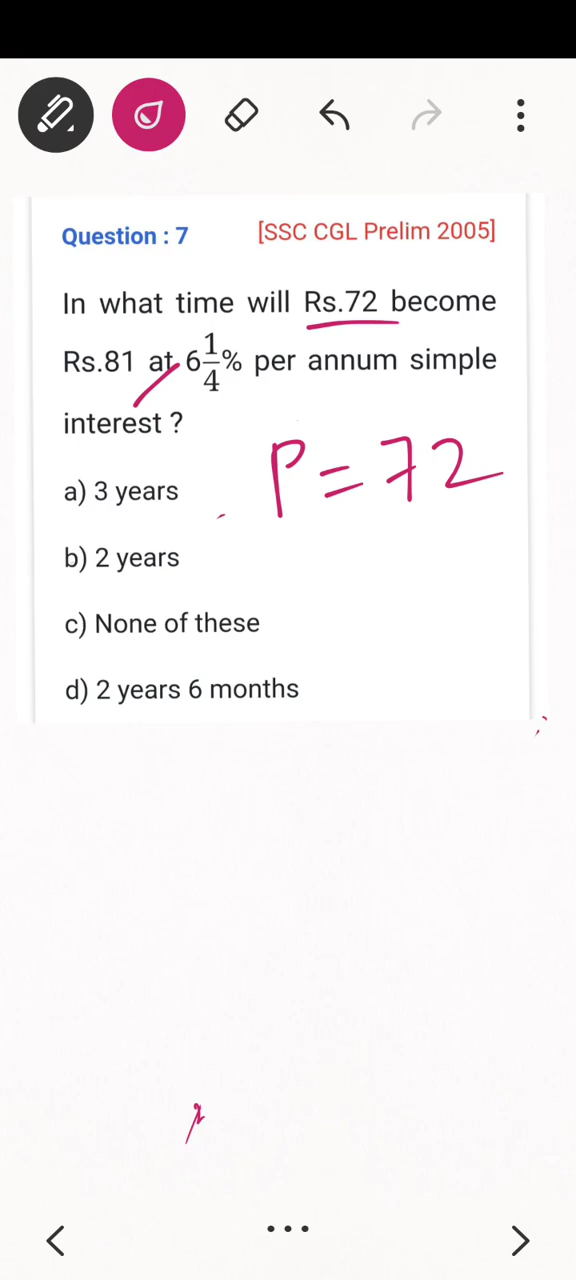 Question : 7 [SSC CGL Prelim 2005]
In what time will Rs.72 become
Rs.81 at 6 1/4% per annum simple
interest ?
P = 72
a) 3 years
b) 2 years
c) None of these
d) 2 years 6 months